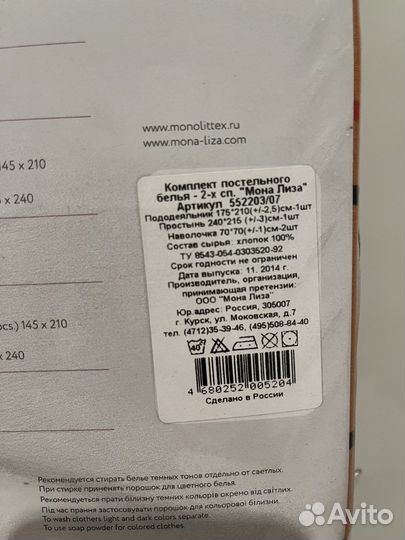 www.monolittex.ru
www.mona-liza.com
145 x 210
x 240
Комплект постельного
белья - 2-х сп. "Мона Лиза"
Артикул 552203/07
Пододеяльник 175*210(+/-2,5)см-1шт
Простынь 240*215 (+/-3)см-1шт
Наволочка 70*70(+/-1)см-2шт
Состав сырья: хлопок 100%
ТУ 8543-054-0303520-92
Срок годности не ограничен
Дата выпуска: 11. 2014 г.
Производитель, организация,
принимающая претензии:
ООО "Мона Лиза"
Юр.адрес: Россия, 305007
г. Курск, ул. Моковская, д.7
тел. (4712)35-39-46, (495)508-84-40
40
4 680252 005204
Сделано в России
pcs.) 145 x 210
x 240
Рекомендуется стирать белье темных тонов отдельно от светлых.
При стирке применять порошок для цветного белья.
Рекомендується прати білизну темних кольорів окремо від світлих.
Під час прання застосовувати порошок для кольорової білизни.
To wash clothers light and dark colors separate.
To use soap powder for colored clothes.
Avito